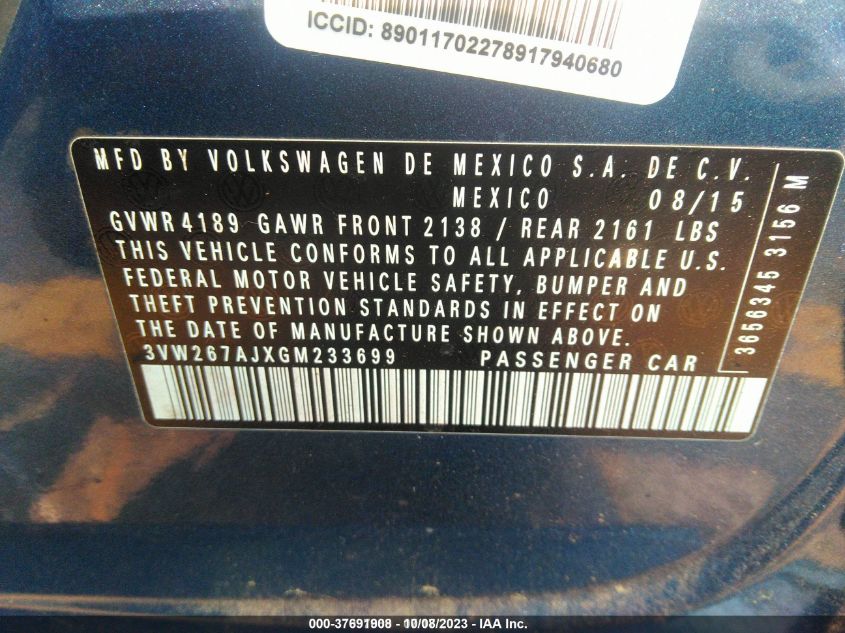 ICCID: 89011702278917940680
MFD BY VOLKSWAGEN DE MEXICO S.A. DE C.V.
MEXICO 08/15
GVWR 4189 GAWR FRONT 2138 / REAR 2161 LBS
THIS VEHICLE CONFORMS TO ALL APPLICABLE U.S.
FEDERAL MOTOR VEHICLE SAFETY, BUMPER AND
THEFT PREVENTION STANDARDS IN EFFECT ON
THE DATE OF MANUFACTURE SHOWN ABOVE.
3VW267AJXGM233699 PASSENGER CAR
3656345 3156 M
000-37691908 - 10/08/2023 - IAA Inc.